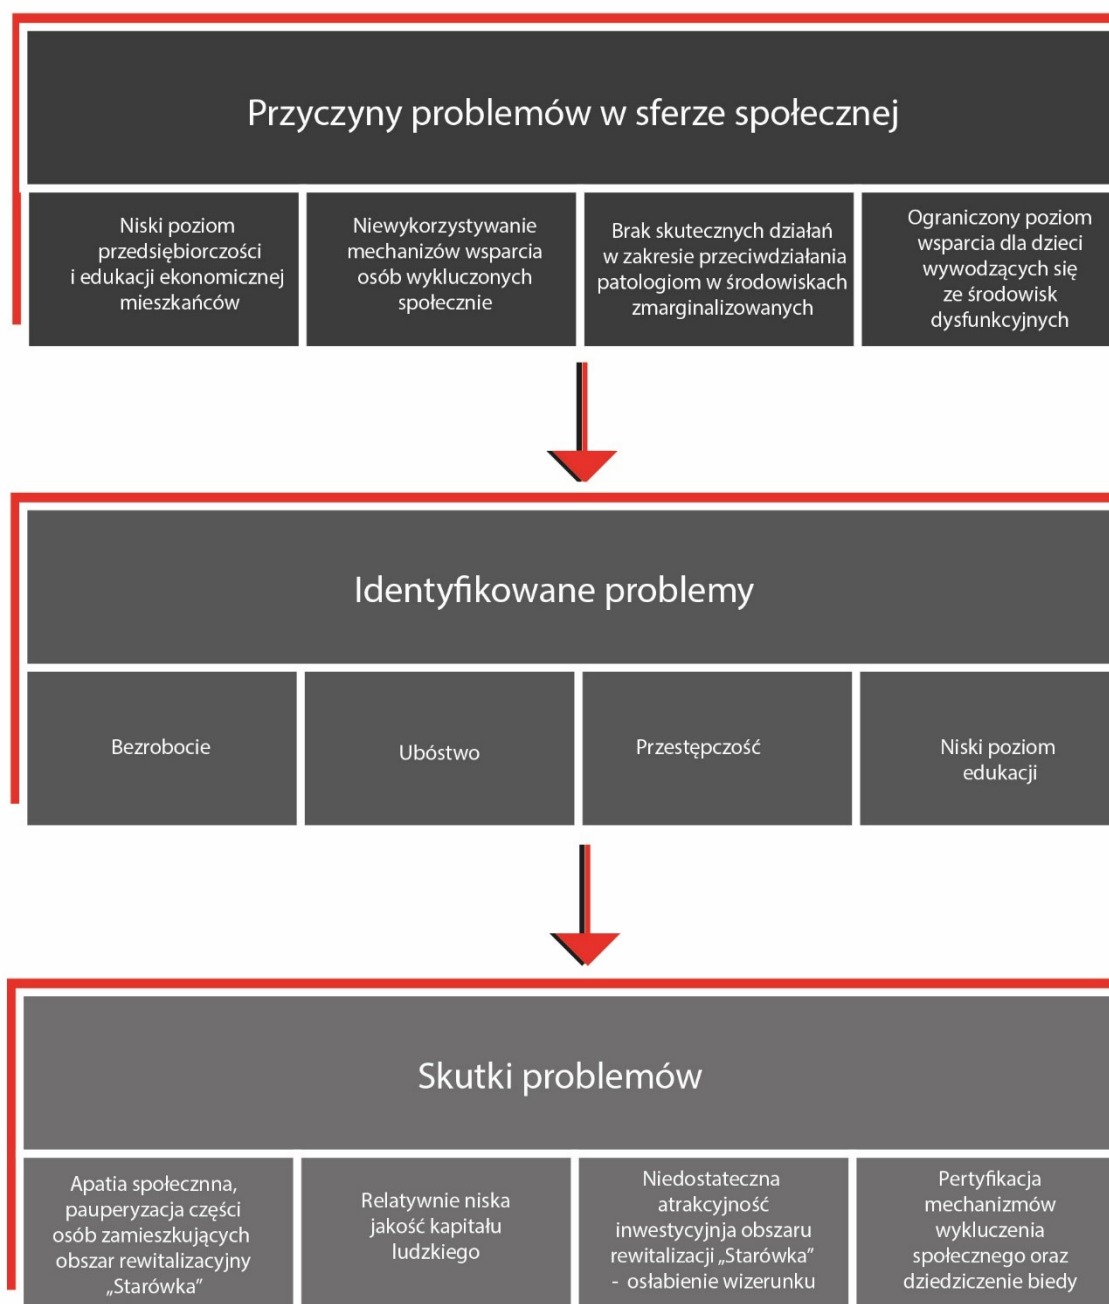 Przyczyny problemów w sferze społecznej
Niski poziom
przedsiębiorczości
i edukacji ekonomicznej
mieszkańców
Niewykorzystywanie
mechanizów wsparcia
osób wykluczonych
społecznie
Brak skutecznych działań
w zakresie przeciwdziałania
patologiom w środowiskach
zmarginalizowanych
Ograniczony poziom
wsparcia dla dzieci
wywodzących się
ze środowisk
dysfunkcyjnych
Identyfikowane problemy
Bezrobocie
Ubóstwo
Przestępczość
Niski poziom
edukacji
Skutki problemów
Apatia społecznna,
pauperyzacja części
osób zamieszkujących
obszar rewitalizacyjny
„Starówka”
Relatywnie niska
jakość kapitału
ludzkiego
Niedostateczna
atrakcyjność
inwestycyjnja obszaru
rewitalizacji „Starówka”
- osłabienie wizerunku
Pertyfikacja
mechanizmów
wykluczenia
społecznego oraz
dziedziczenie biedy